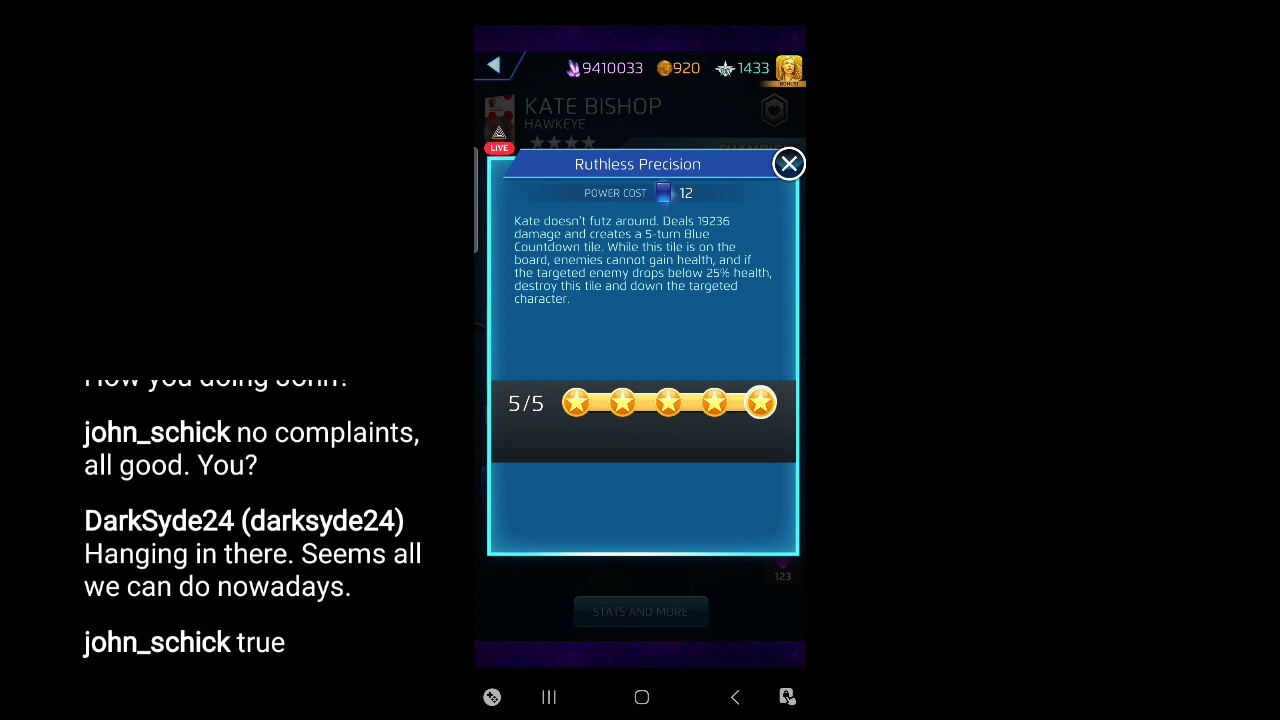 9410033 920 1433
KATE BISHOP
HAWKEYE
LIVE
Ruthless Precision
POWER COST 12
Kate doesn't futz around. Deals 19236
damage and creates a 5-turn Blue
Countdown tile. While this tile is on the
board, enemies cannot gain health, and if
the targeted enemy drops below 25% health,
destroy this tile and down the targeted
character.
5/5
123
STATS AND MORE
How you doing John?
john_schick no complaints,
all good. You?
DarkSyde24 (darksyde24)
Hanging in there. Seems all
we can do nowadays.
john_schick true